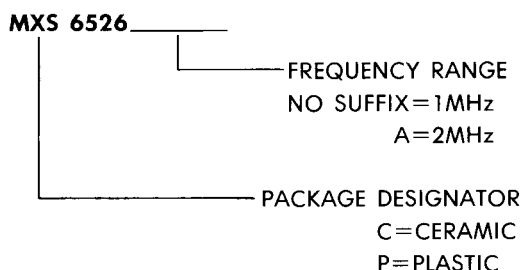 MXS 6526
FREQUENCY RANGE
NO SUFFIX=1MHz
A=2MHz
PACKAGE DESIGNATOR
C=CERAMIC
P=PLASTIC